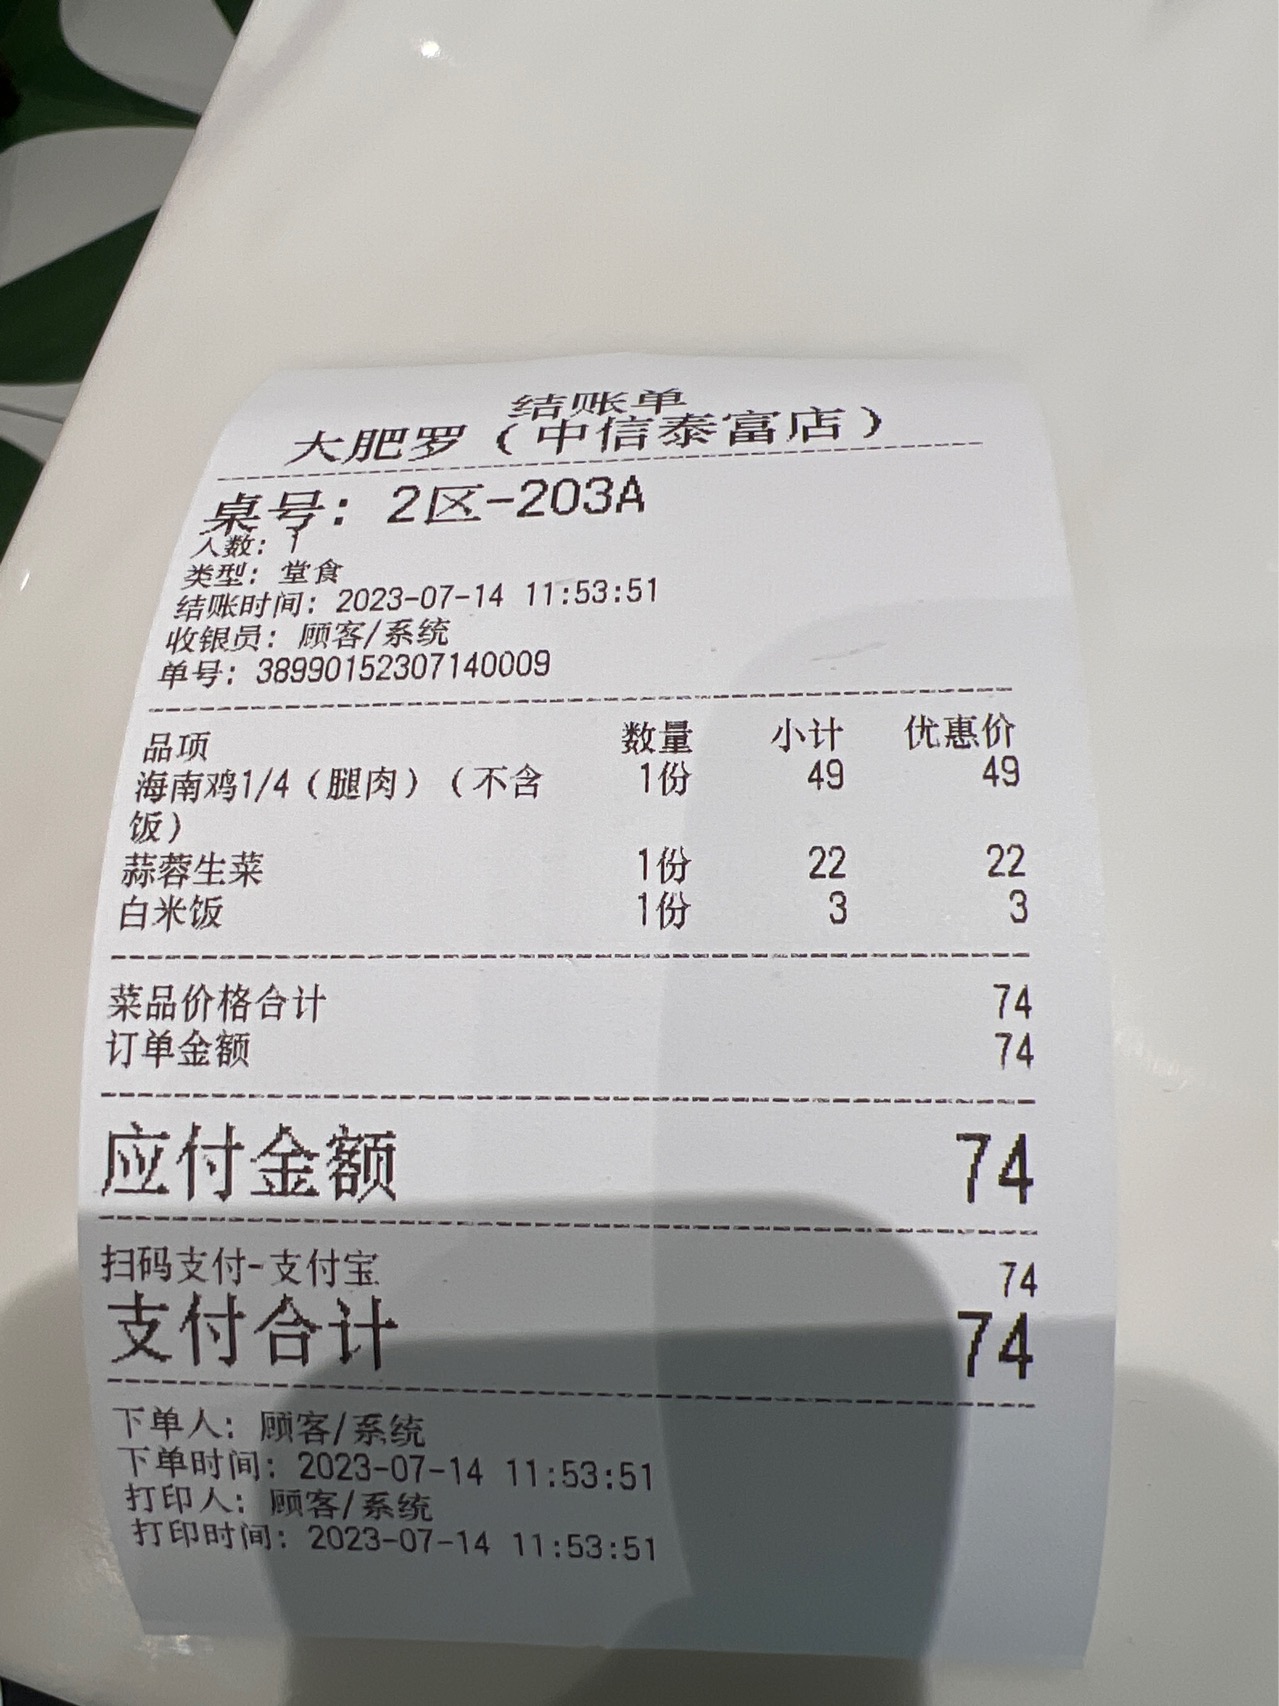 结账单
大肥罗（中信泰富店）
桌号：2区-203A
人数：1
类型：堂食
结账时间：2023-07-14 11:53:51
收银员：顾客/系统
单号：38990152307140009
品项 数量 小计 优惠价
海南鸡1/4（腿肉）（不含 1份 49 49
饭）
蒜蓉生菜 1份 22 22
白米饭 1份 3 3
菜品价格合计 74
订单金额 74
应付金额 74
扫码支付-支付宝 74
支付合计 74
下单人：顾客/系统
下单时间：2023-07-14 11:53:51
打印人：顾客/系统
打印时间：2023-07-14 11:53:51